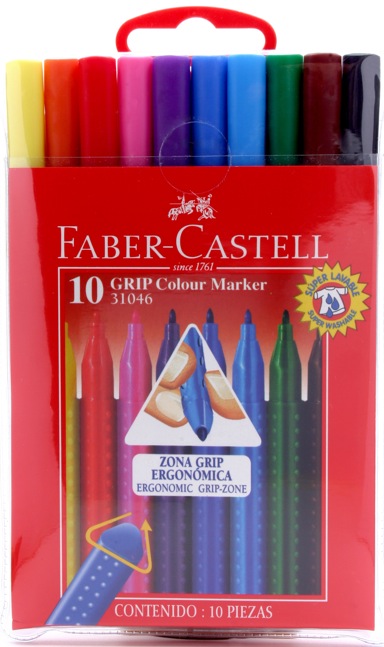 FABER-CASTELL
since 1761
10 GRIP Colour Marker
31046
SÚPER LAVABLE
SUPER WASHABLE
ZONA GRIP
ERGONÓMICA
ERGONOMIC GRIP-ZONE
CONTENIDO : 10 PIEZAS